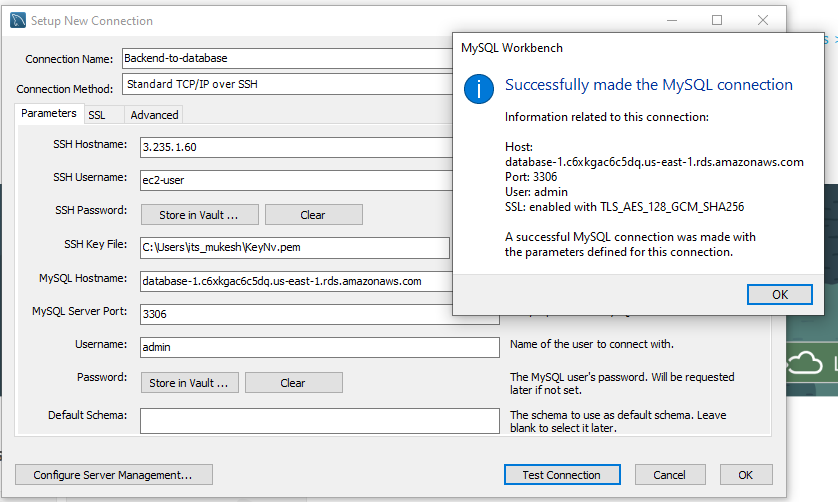 Setup New Connection
Connection Name: Backend-to-database
Connection Method: Standard TCP/IP over SSH
Parameters SSL Advanced
SSH Hostname: 3.235.1.60
SSH Username: ec2-user
SSH Password: Store in Vault ... Clear
SSH Key File: C:\Users\its_mukesh\KeyNv.pem
MySQL Hostname: database-1.c6xkgac6c5dq.us-east-1.rds.amazonaws.com
MySQL Server Port: 3306
Username: admin
Name of the user to connect with.
Password: Store in Vault ... Clear
The MySQL user's password. Will be requested
later if not set.
Default Schema:
The schema to use as default schema. Leave
blank to select it later.
Configure Server Management...
Test Connection Cancel OK
MySQL Workbench
Successfully made the MySQL connection
Information related to this connection:
Host:
database-1.c6xkgac6c5dq.us-east-1.rds.amazonaws.com
Port: 3306
User: admin
SSL: enabled with TLS_AES_128_GCM_SHA256
A successful MySQL connection was made with
the parameters defined for this connection.
OK